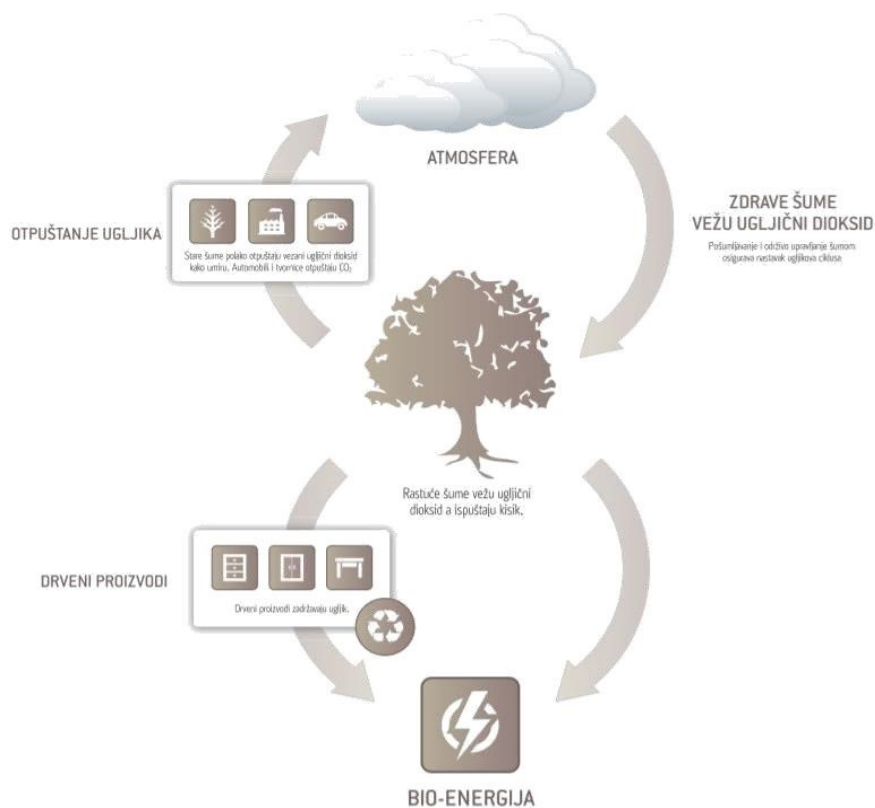 ATMOSFERA
OTPUŠTANJE UGLJIKA
Stare šume polako otpuštaju vezani ugljični dioksid
kako umiru. Automobili i tvornice otpuštaju CO₂
ZDRAVE ŠUME
VEŽU UGLJIČNI DIOKSID
Pošumljavanje i održivo upravljanje šumom
osigurava nastavak ugljikova ciklusa
Rastuće šume vežu ugljični
dioksid a ispuštaju kisik.
DRVENI PROIZVODI
Drveni proizvodi zadržavaju ugljik.
BIO-ENERGIJA